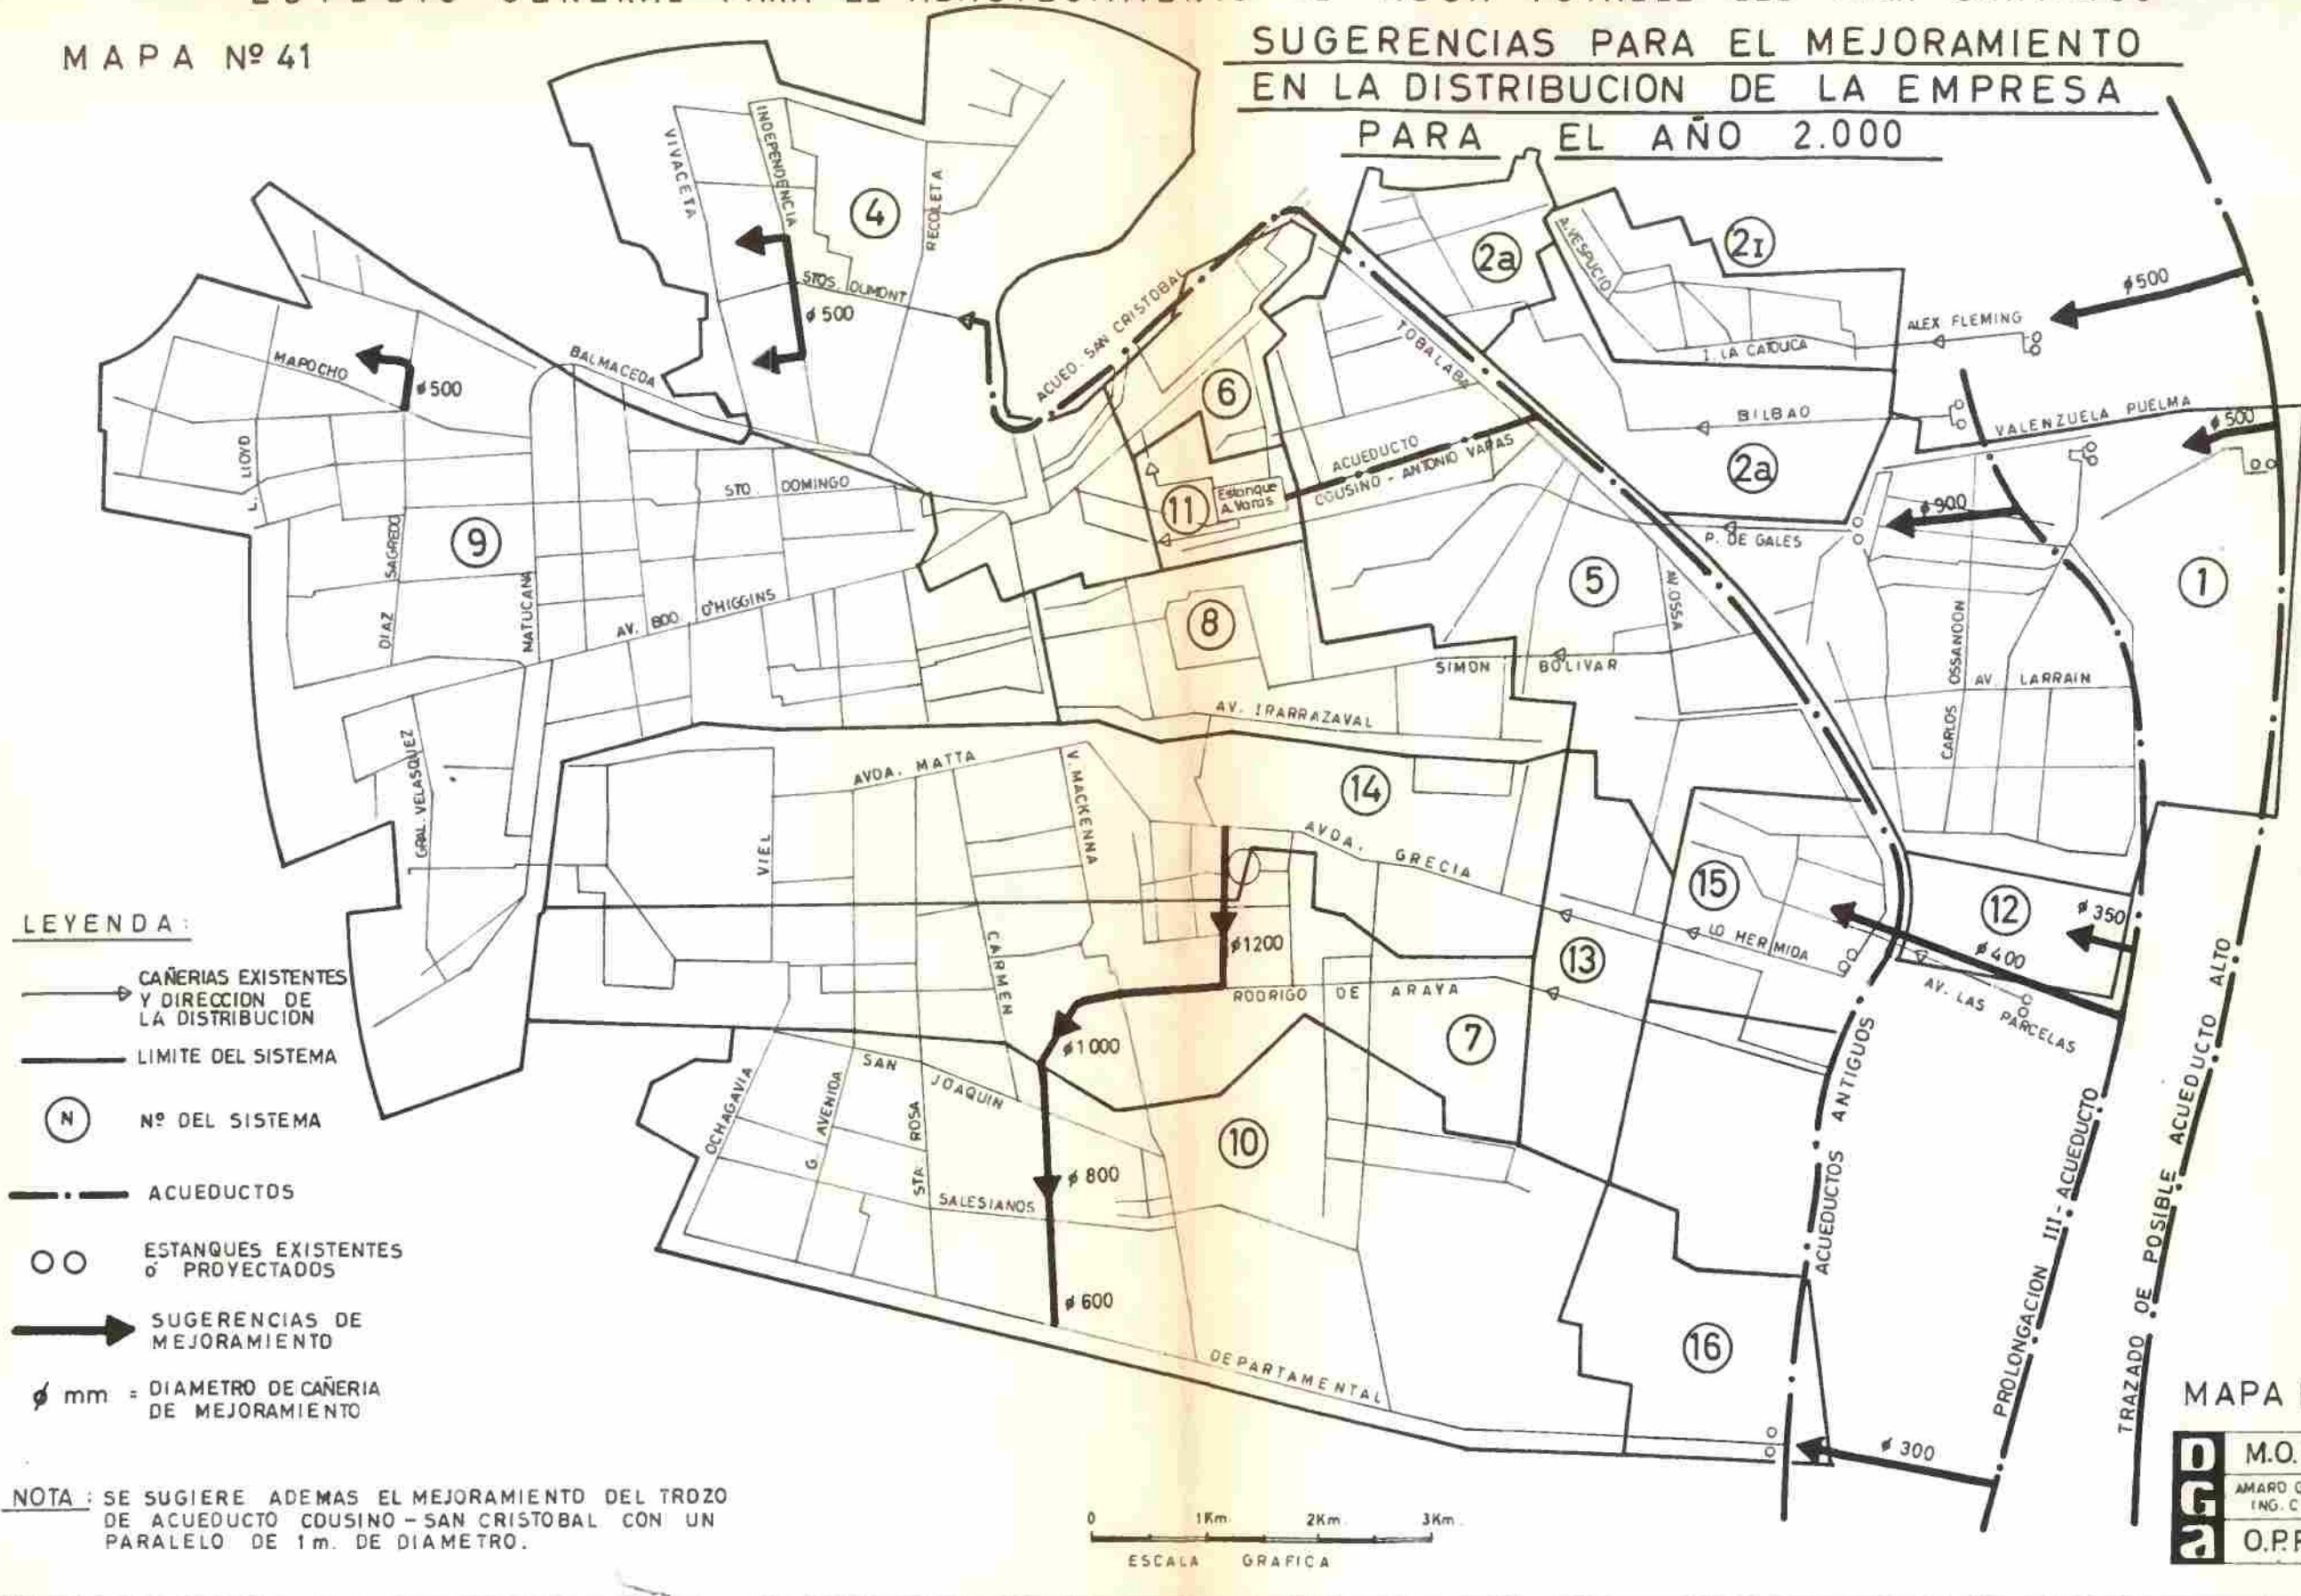 MAPA Nº 41
SUGERENCIAS PARA EL MEJORAMIENTO
EN LA DISTRIBUCION DE LA EMPRESA
PARA EL AÑO 2.000
VIVACETA
INDEPENDENCIA
4
RECOLETA
STOS. DUMONT
ø 500
MAPOCHO
ø 500
BALMACEDA
ACUED. SAN CRISTOBAL
2a
A. VESPUCIO
2I
ø 500
ALEX FLEMING
I. LA CATOLICA
TOBALABA
6
BILBAO
VALENZUELA PUELMA
ø 500
2a
ACUEDUCTO
COUSIÑO - ANTONIO VARAS
Estanque
A. Varas
11
L. LLOYD
STO. DOMINGO
9
DIAZ SAGREDO
MATUCANA
AV. BDO. O'HIGGINS
ø 900
P. DE GALES
5
AV. OSSA
1
8
SIMON BOLIVAR
CARLOS OSSANDON
AV. LARRAIN
AV. IRARRAZAVAL
GRAL. VELASQUEZ
AVDA. MATTA
V. MACKENNA
VIEL
14
AVDA. GRECIA
15
12
ø 350
ø 400
LO HERMIDA
AV. LAS PARCELAS
13
CARMEN
ø1200
RODRIGO DE ARAYA
7
ø1000
SAN JOAQUIN
OCHAGAVIA
G. AVENIDA
STA. ROSA
10
ø 800
SALESIANOS
ø 600
DEPARTAMENTAL
16
ø 300
ACUEDUCTOS ANTIGUOS
PROLONGACION III-ACUEDUCTO
TRAZADO DE POSIBLE ACUEDUCTO ALTO
LEYENDA:
CAÑERIAS EXISTENTES
Y DIRECCION DE
LA DISTRIBUCION
LIMITE DEL SISTEMA
N
Nº DEL SISTEMA
ACUEDUCTOS
ESTANQUES EXISTENTES
ó PROYECTADOS
SUGERENCIAS DE
MEJORAMIENTO
ø mm = DIAMETRO DE CAÑERIA
DE MEJORAMIENTO
NOTA : SE SUGIERE ADEMAS EL MEJORAMIENTO DEL TROZO
DE ACUEDUCTO COUSINO - SAN CRISTOBAL CON UN
PARALELO DE 1 m. DE DIAMETRO.
0 1Km. 2Km. 3Km.
ESCALA GRAFICA
MAPA
DGa
M.O.
AMARO
ING. C
O.P.